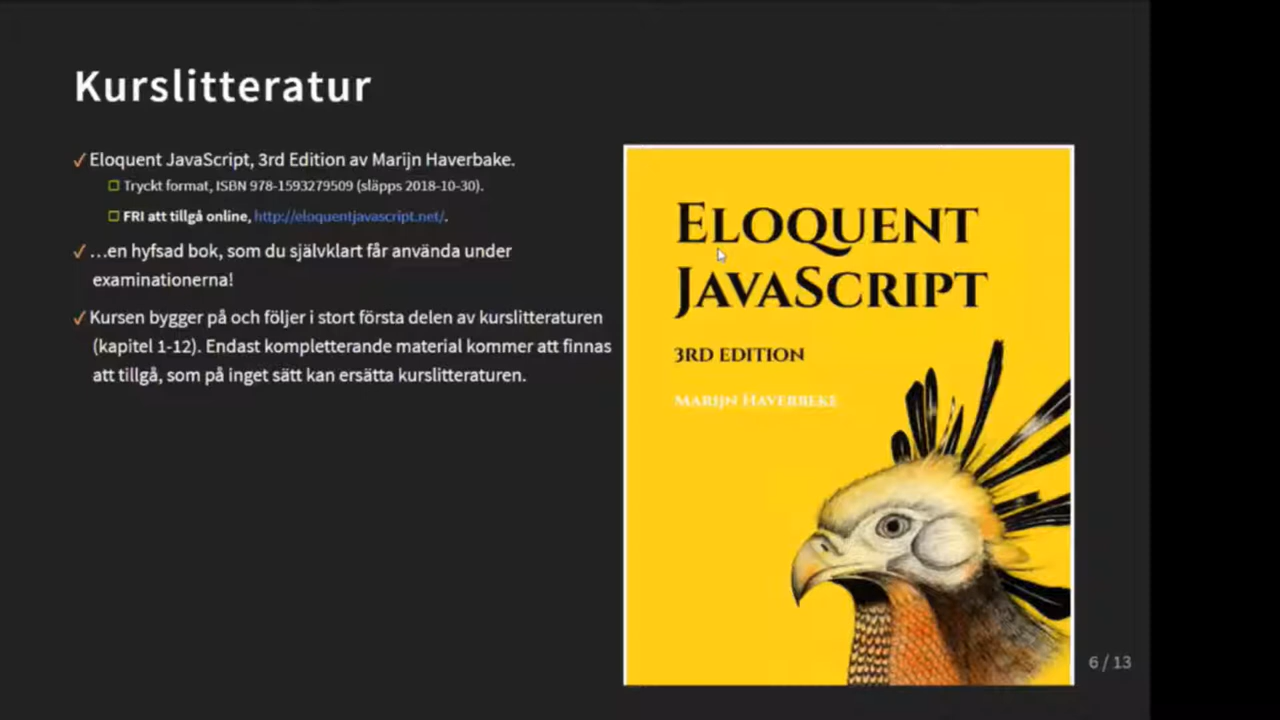 Kurslitteratur
Eloquent JavaScript, 3rd Edition av Marijn Haverbake.
Tryckt format, ISBN 978-1593279509 (släpps 2018-10-30).
FRI att tillgå online, http://eloquentjavascript.net/.
…en hyfsad bok, som du självklart får använda under
examinationerna!
Kursen bygger på och följer i stort första delen av kurslitteraturen
(kapitel 1-12). Endast kompletterande material kommer att finnas
att tillgå, som på inget sätt kan ersätta kurslitteraturen.
ELOQUENT
JAVASCRIPT
3RD EDITION
MARIJN HAVERBEKE
6 / 13